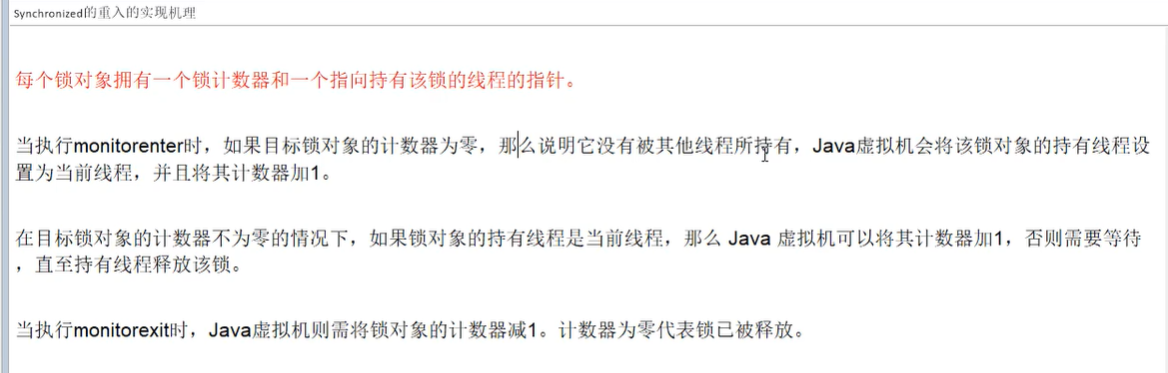 Synchronized的重入的实现机理
每个锁对象拥有一个锁计数器和一个指向持有该锁的线程的指针。
当执行monitorenter时，如果目标锁对象的计数器为零，那么说明它没有被其他线程所持有，Java虚拟机会将该锁对象的持有线程设
置为当前线程，并且将其计数器加1。
在目标锁对象的计数器不为零的情况下，如果锁对象的持有线程是当前线程，那么 Java 虚拟机可以将其计数器加1，否则需要等待
，直至持有线程释放该锁。
当执行monitorexit时，Java虚拟机则需将锁对象的计数器减1。计数器为零代表锁已被释放。